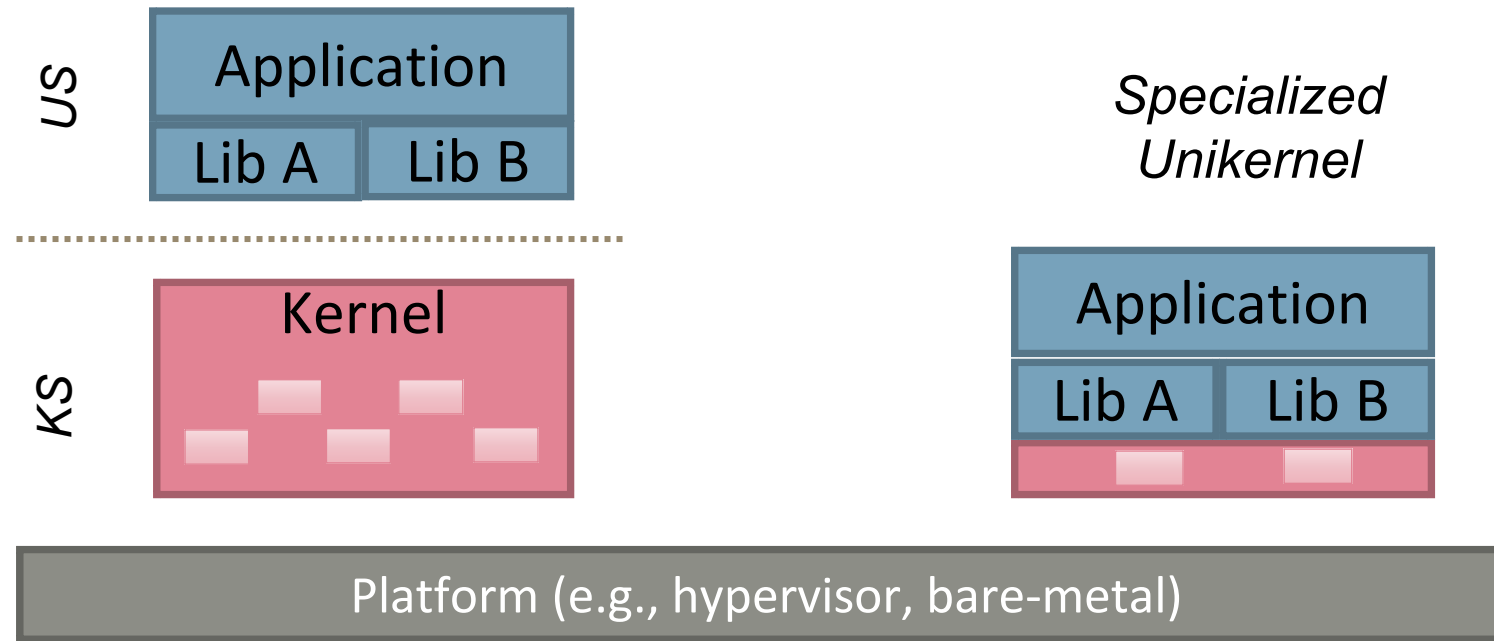 US
Application
Lib A
Lib B
KS
Kernel
Specialized
Unikernel
Application
Lib A
Lib B
Platform (e.g., hypervisor, bare-metal)